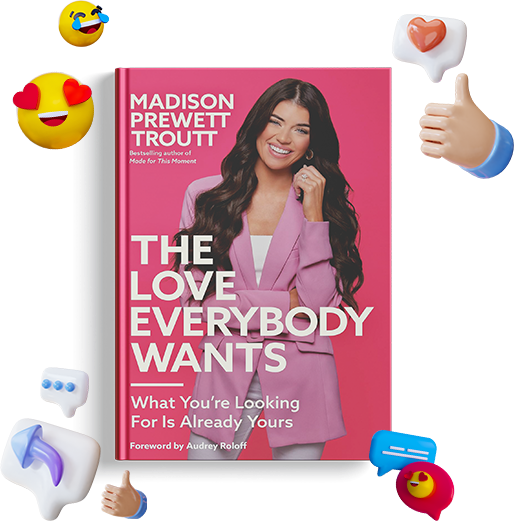 MADISON
PREWETT
TROUTT
Bestselling author of
Made for This Moment
THE
LOVE
EVERYBODY
WANTS
What You're Looking
For Is Already Yours
Foreword by Audrey Roloff